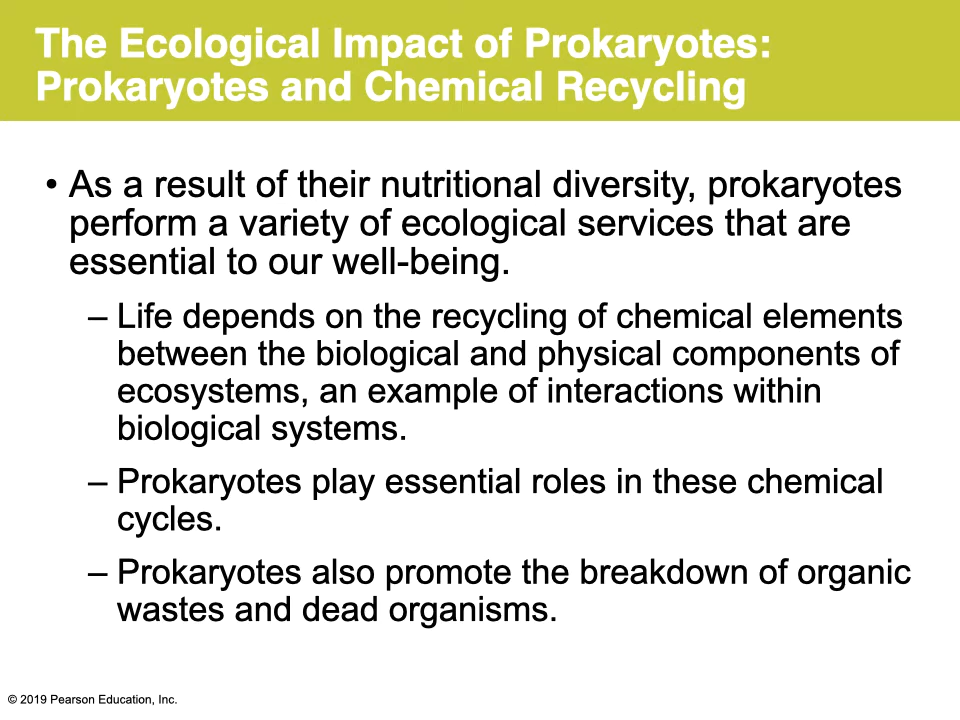 The Ecological Impact of Prokaryotes:
Prokaryotes and Chemical Recycling
• As a result of their nutritional diversity, prokaryotes
perform a variety of ecological services that are
essential to our well-being.
– Life depends on the recycling of chemical elements
between the biological and physical components of
ecosystems, an example of interactions within
biological systems.
– Prokaryotes play essential roles in these chemical
cycles.
– Prokaryotes also promote the breakdown of organic
wastes and dead organisms.
© 2019 Pearson Education, Inc.